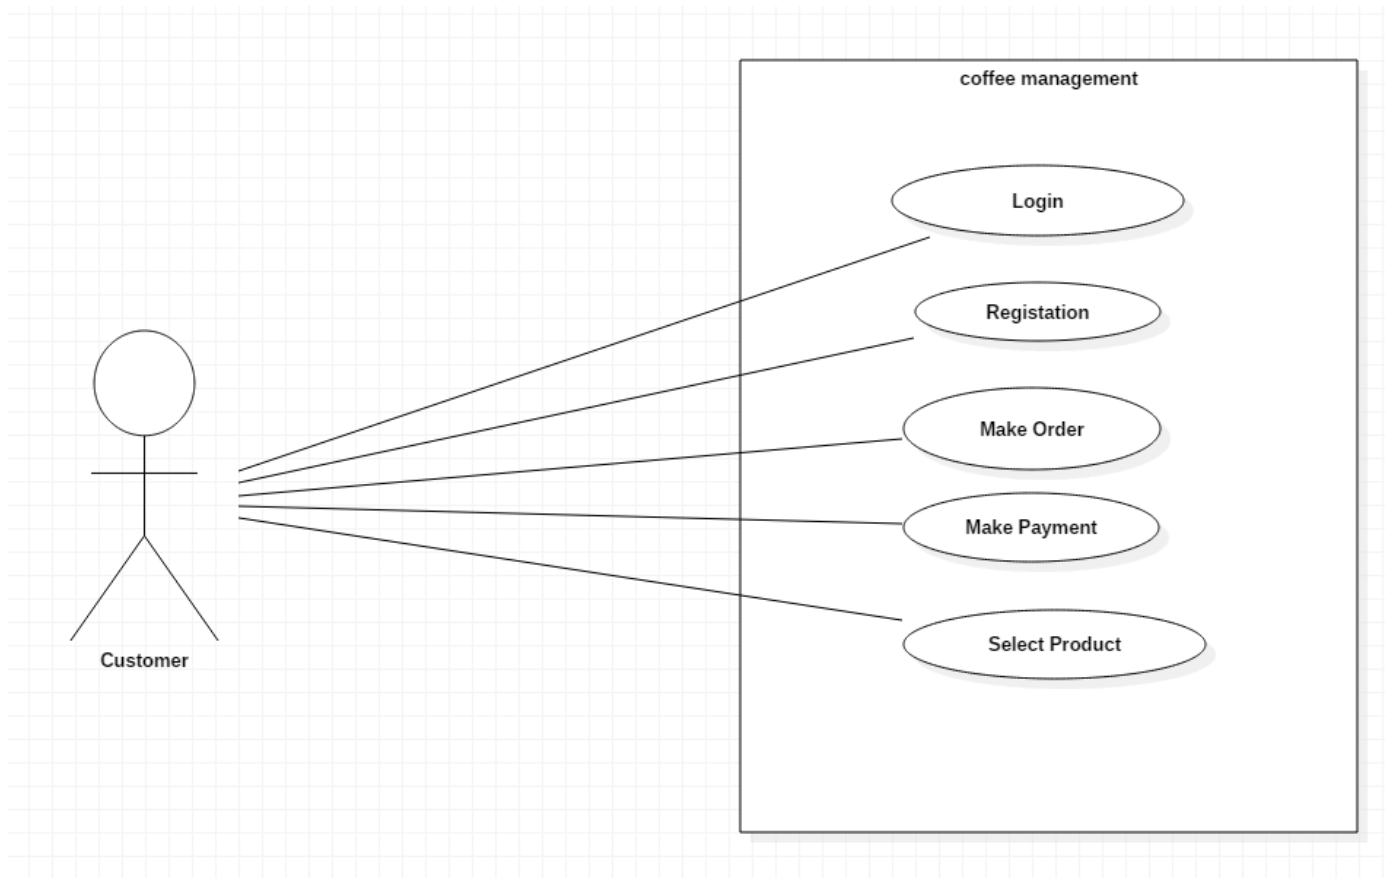 coffee management
Login
Registation
Make Order
Make Payment
Select Product
Customer